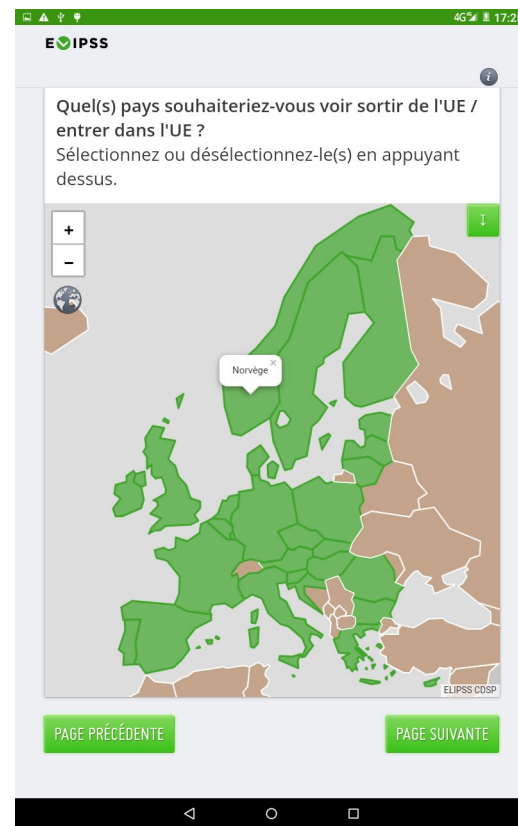 4G 17:2
ELIPSS
i
Quel(s) pays souhaiteriez-vous voir sortir de l'UE /
entrer dans l'UE ?
Sélectionnez ou désélectionnez-le(s) en appuyant
dessus.
+
−
Norvège ×
ELIPSS CDSP
PAGE PRÉCÉDENTE
PAGE SUIVANTE